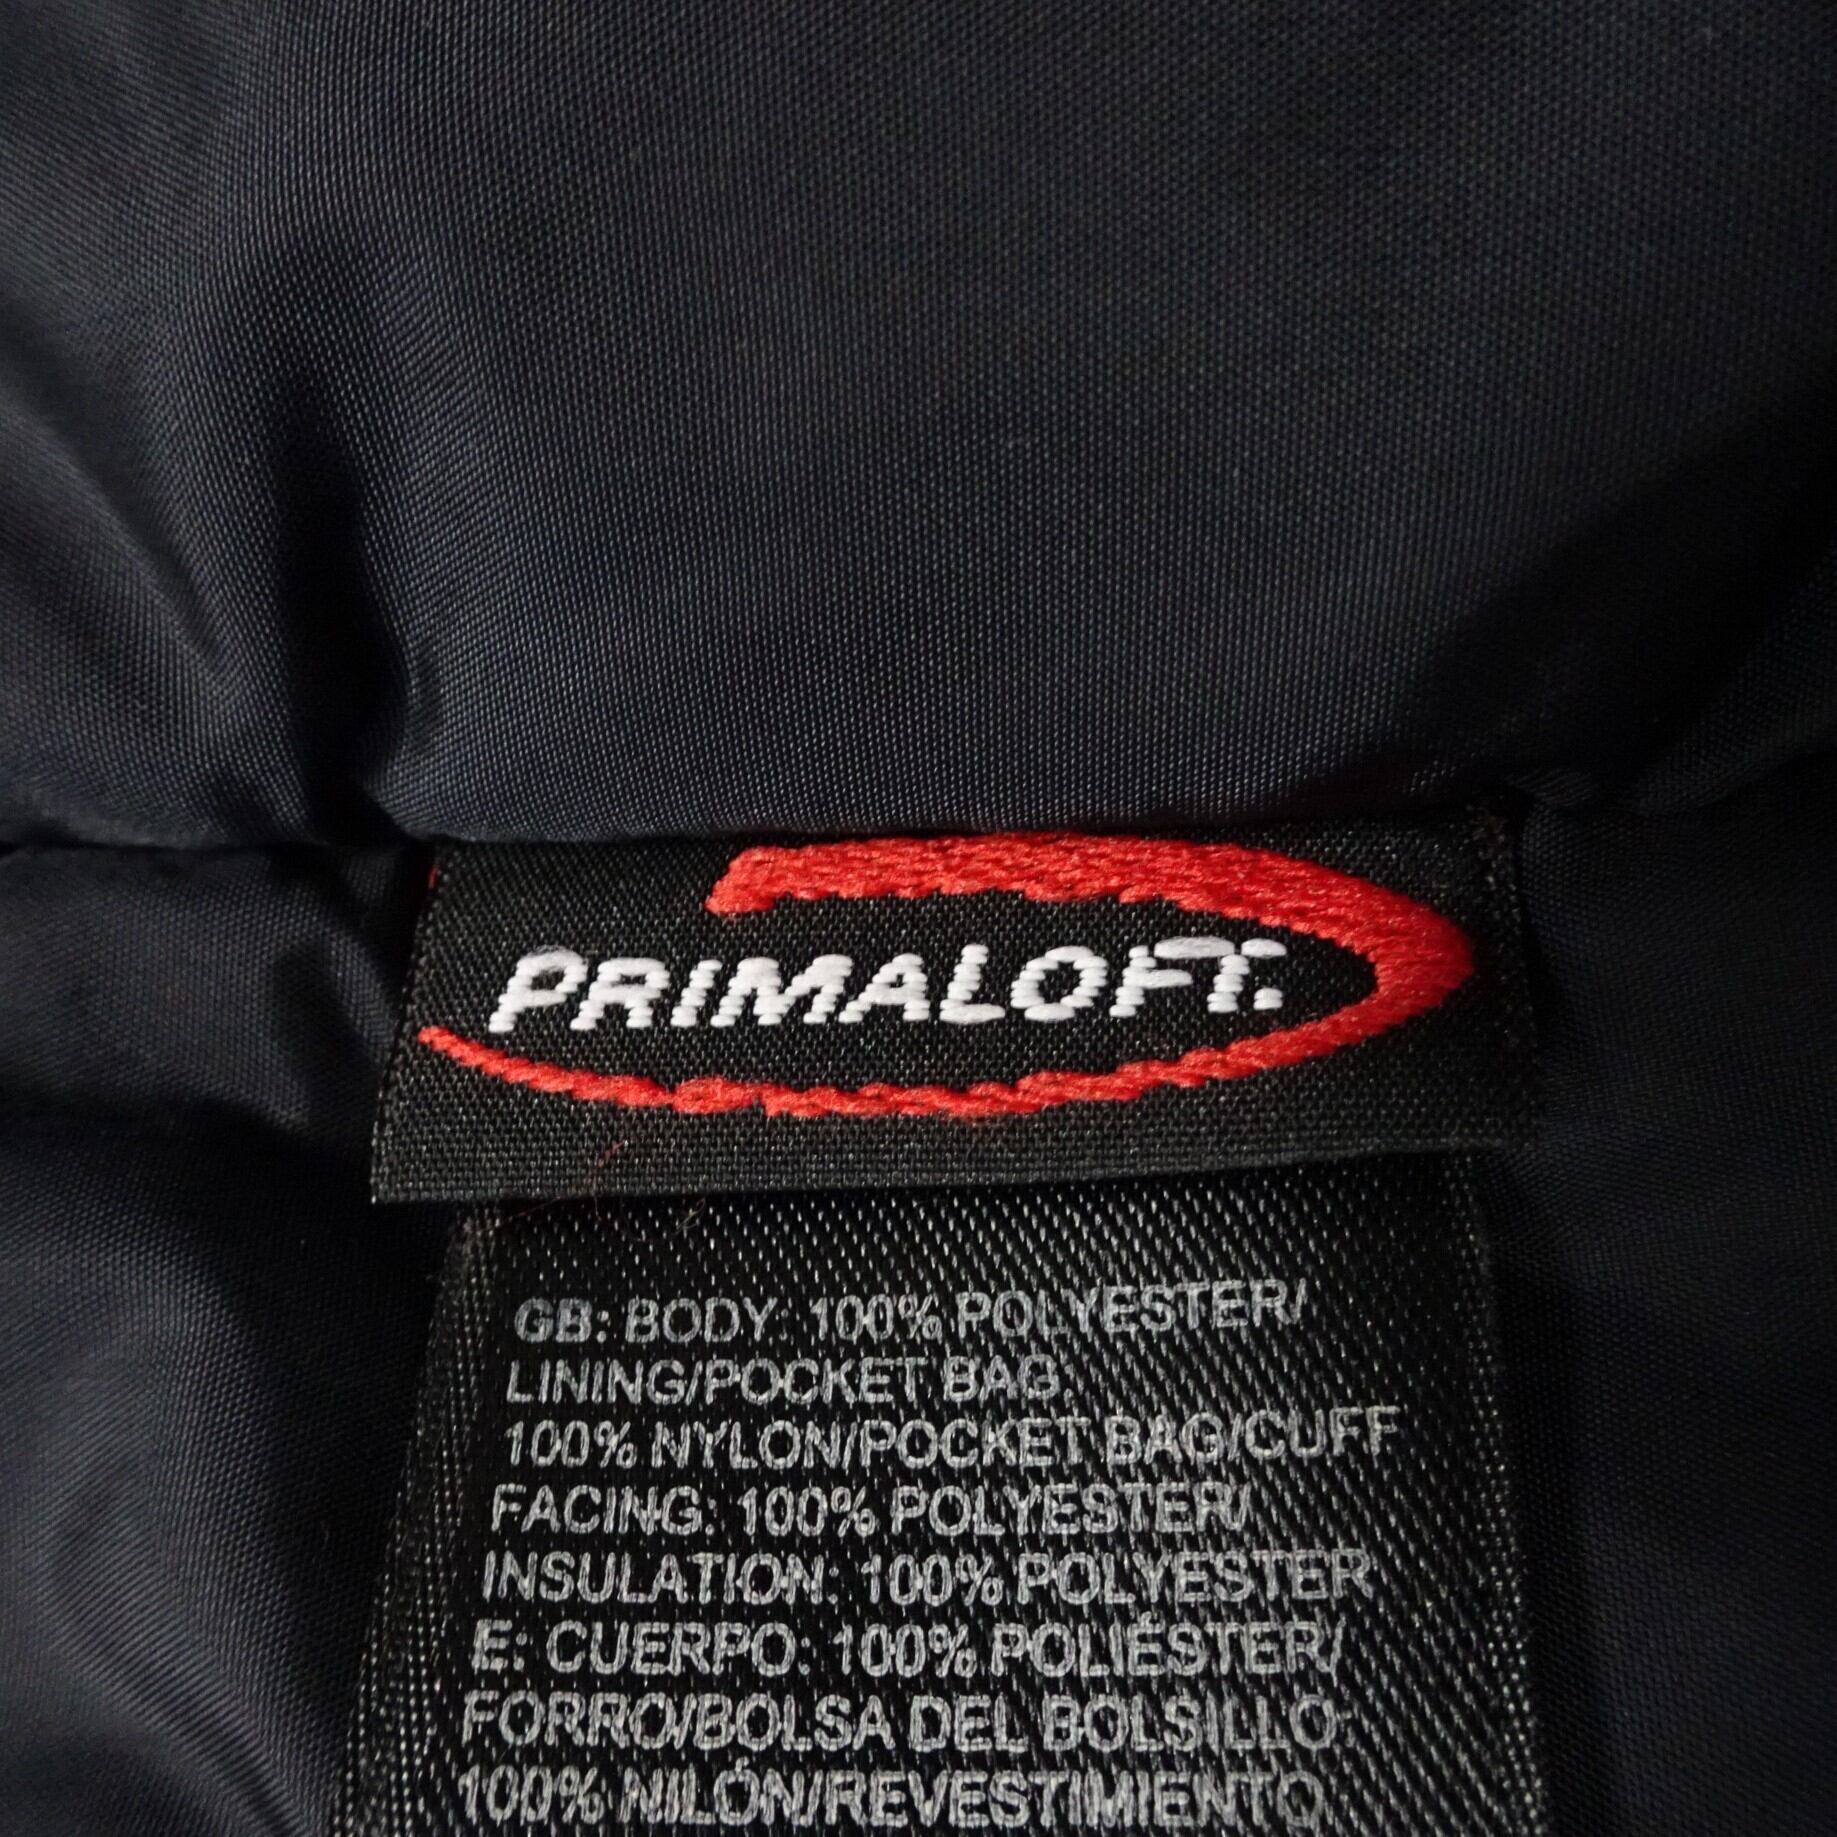 PRIMALOFT.
GB: BODY: 100% POLYESTER/
LINING/POCKET BAG:
100% NYLON/POCKET BAG/CUFF
FACING: 100% POLYESTER/
INSULATION: 100% POLYESTER
E: CUERPO: 100% POLIÉSTER/
FORRO/BOLSA DEL BOLSILLO:
100% NILÓN/REVESTIMIENTO